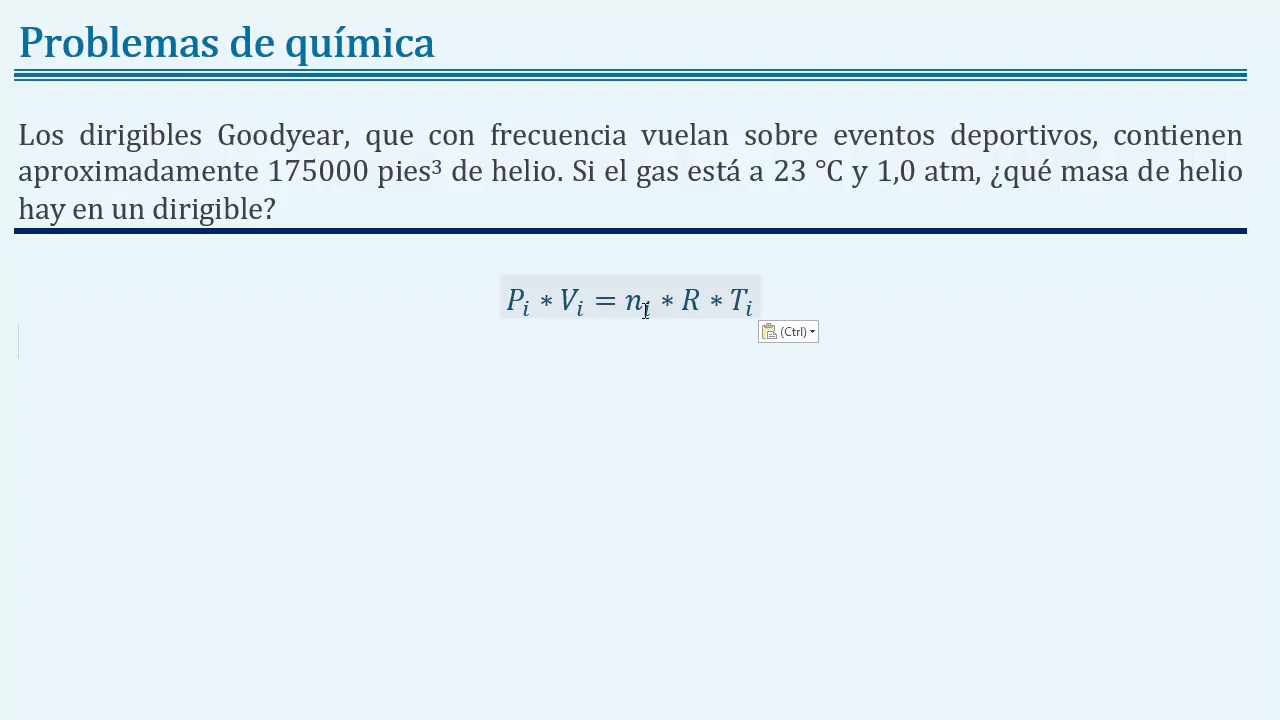 Problemas de química
Los dirigibles Goodyear, que con frecuencia vuelan sobre eventos deportivos, contienen
aproximadamente 175000 pies³ de helio. Si el gas está a 23 °C y 1,0 atm, ¿qué masa de helio
hay en un dirigible?
Pᵢ ∗ Vᵢ = nᵢ ∗ R ∗ Tᵢ
(Ctrl)